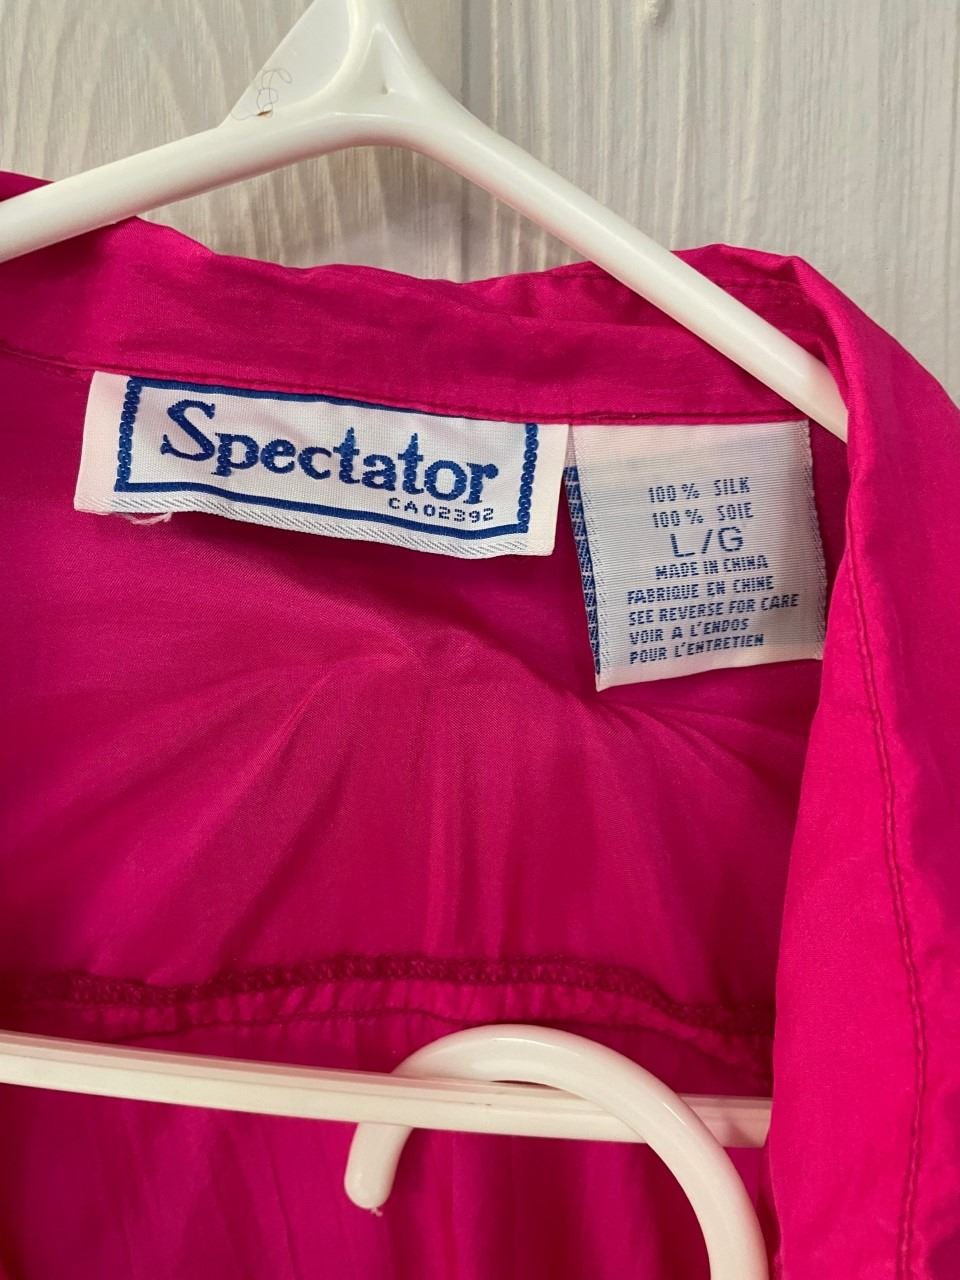 Spectator
CA02392
100% SILK
100% SOIE
L/G
MADE IN CHINA
FABRIQUE EN CHINE
SEE REVERSE FOR CARE
VOIR A L'ENDOS
POUR L'ENTRETIEN